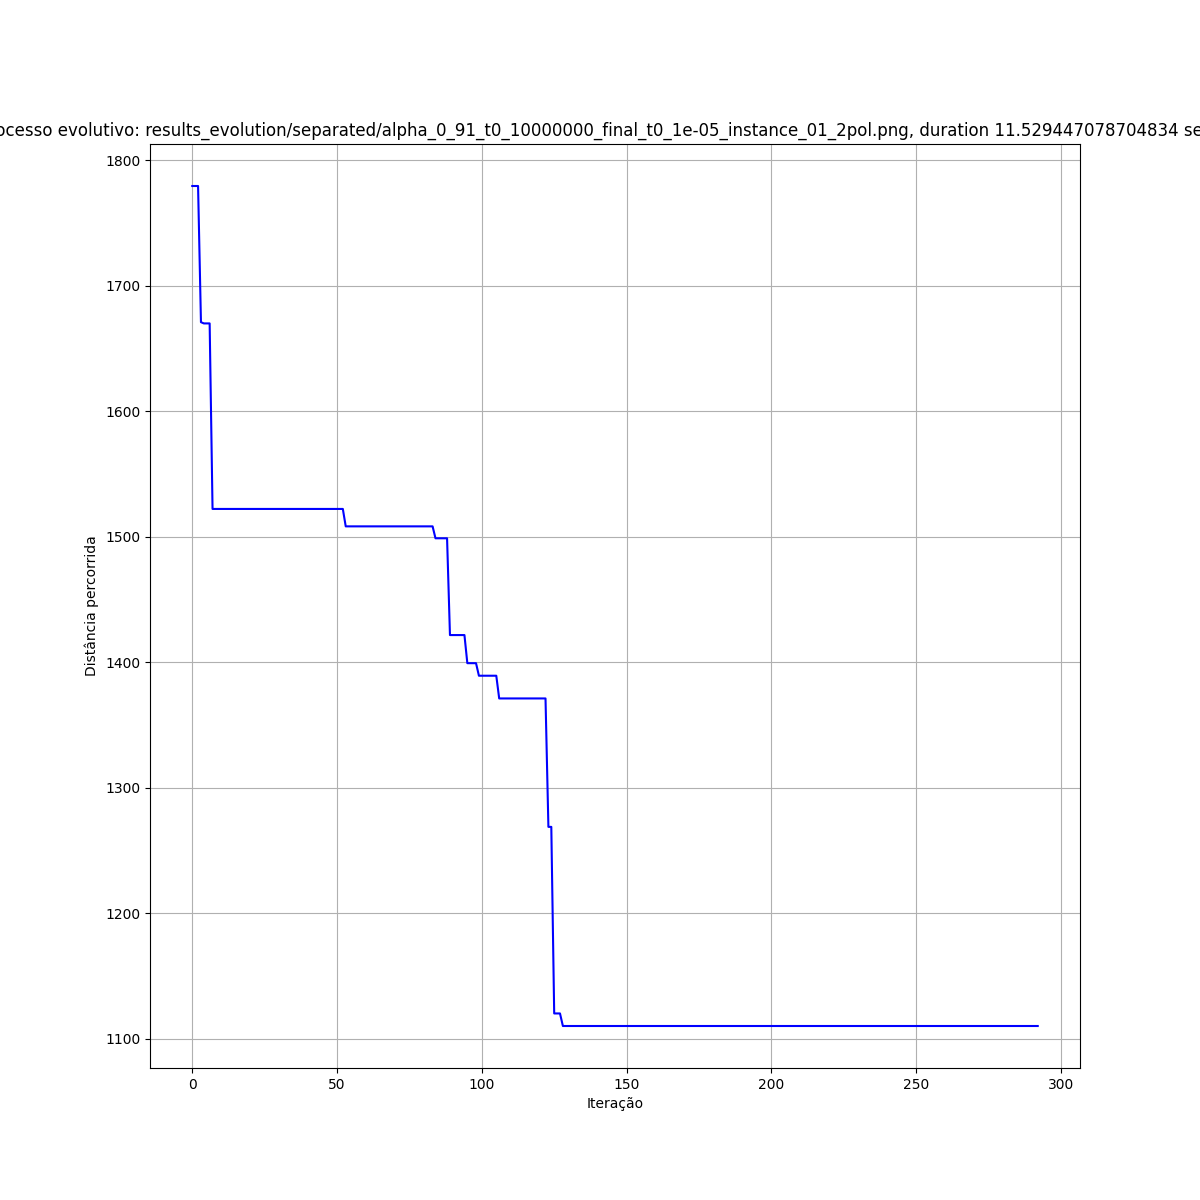 ocesso evolutivo: results_evolution/separated/alpha_0_91_t0_10000000_final_t0_1e-05_instance_01_2pol.png, duration 11.529447078704834 se
1800
1700
1600
1500
1400
1300
1200
1100
Distância percorrida
0 50 100 150 200 250 300
Iteração